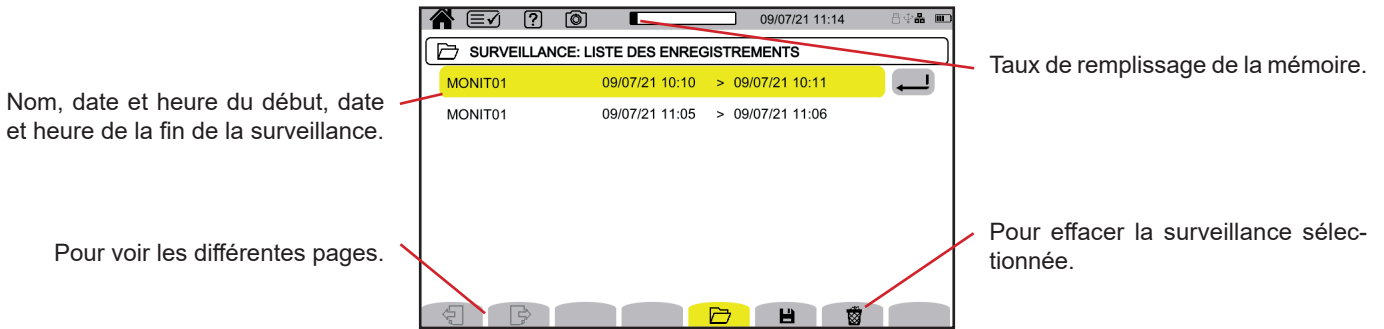 09/07/21 11:14
SURVEILLANCE: LISTE DES ENREGISTREMENTS
MONIT01 09/07/21 10:10 > 09/07/21 10:11
MONIT01 09/07/21 11:05 > 09/07/21 11:06
Nom, date et heure du début, date
et heure de la fin de la surveillance.
Pour voir les différentes pages.
Taux de remplissage de la mémoire.
Pour effacer la surveillance sélec-
tionnée.